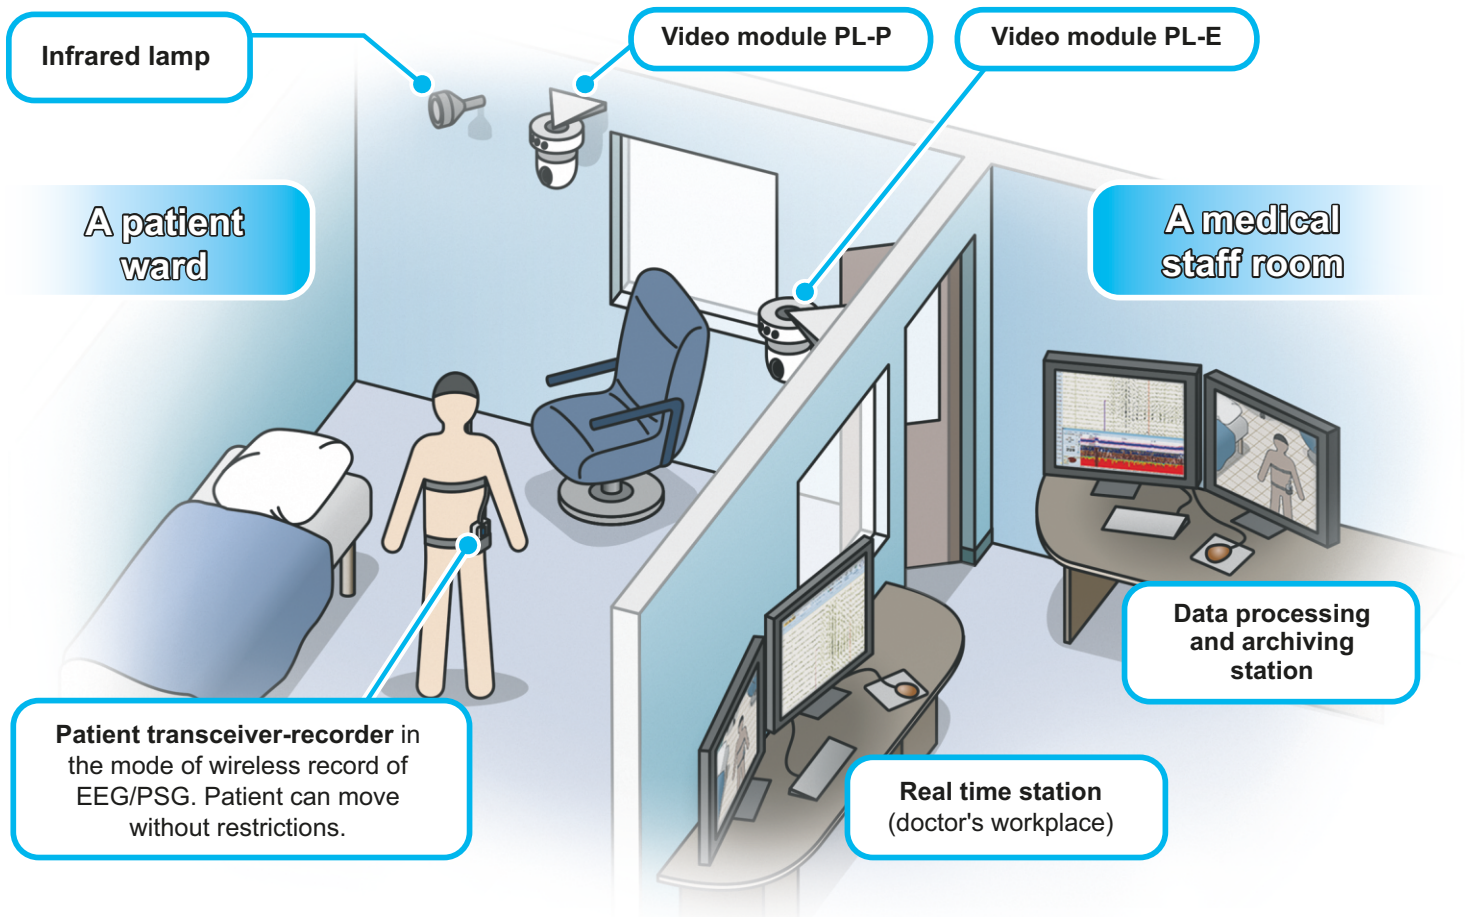 Infrared lamp
Video module PL-P
Video module PL-E
A patient
ward
A medical
staff room
Data processing
and archiving
station
Patient transceiver-recorder in
the mode of wireless record of
EEG/PSG. Patient can move
without restrictions.
Real time station
(doctor's workplace)